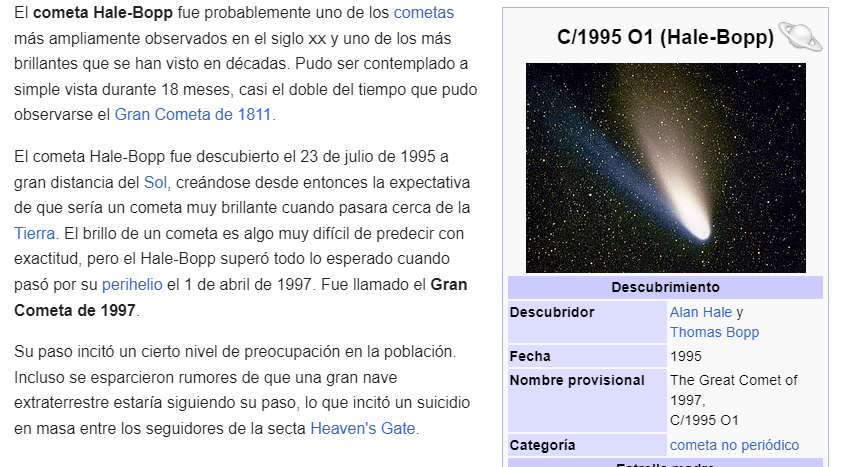 El cometa Hale-Bopp fue probablemente uno de los cometas
más ampliamente observados en el siglo xx y uno de los más
brillantes que se han visto en décadas. Pudo ser contemplado a
simple vista durante 18 meses, casi el doble del tiempo que pudo
observarse el Gran Cometa de 1811.
El cometa Hale-Bopp fue descubierto el 23 de julio de 1995 a
gran distancia del Sol, creándose desde entonces la expectativa
de que sería un cometa muy brillante cuando pasara cerca de la
Tierra. El brillo de un cometa es algo muy difícil de predecir con
exactitud, pero el Hale-Bopp superó todo lo esperado cuando
pasó por su perihelio el 1 de abril de 1997. Fue llamado el Gran
Cometa de 1997.
Su paso incitó un cierto nivel de preocupación en la población.
Incluso se esparcieron rumores de que una gran nave
extraterrestre estaría siguiendo su paso, lo que incitó un suicidio
en masa entre los seguidores de la secta Heaven's Gate.
C/1995 O1 (Hale-Bopp)
Descubrimiento
Descubridor Alan Hale y
Thomas Bopp
Fecha 1995
Nombre provisional The Great Comet of
1997,
C/1995 O1
Categoría cometa no periódico
Estrella madre